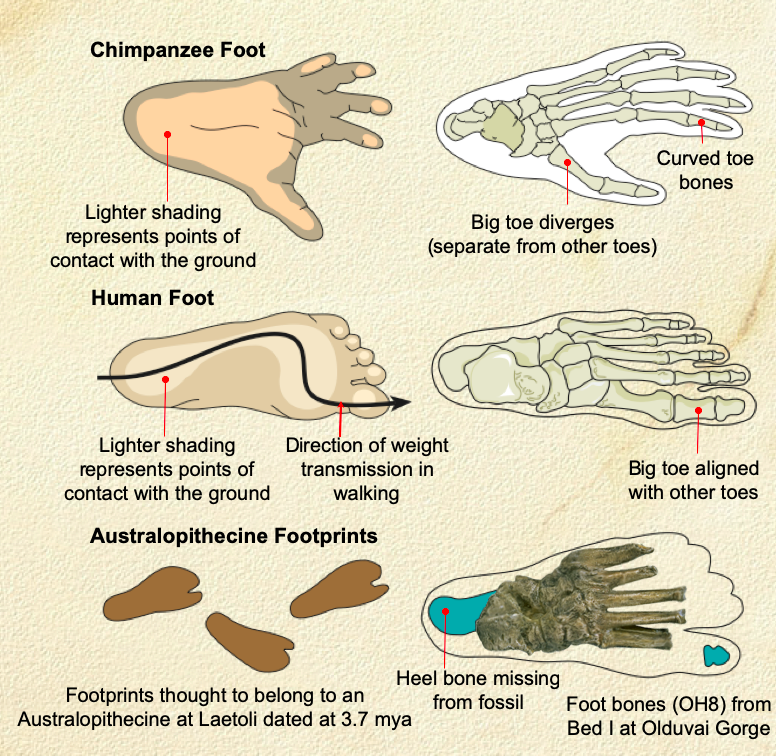 Chimpanzee Foot
Lighter shading
represents points of
contact with the ground
Big toe diverges
(separate from other toes)
Curved toe
bones
Human Foot
Lighter shading
represents points of
contact with the ground
Direction of weight
transmission in
walking
Big toe aligned
with other toes
Australopithecine Footprints
Footprints thought to belong to an
Australopithecine at Laetoli dated at 3.7 mya
Heel bone missing
from fossil
Foot bones (OH8) from
Bed I at Olduvai Gorge